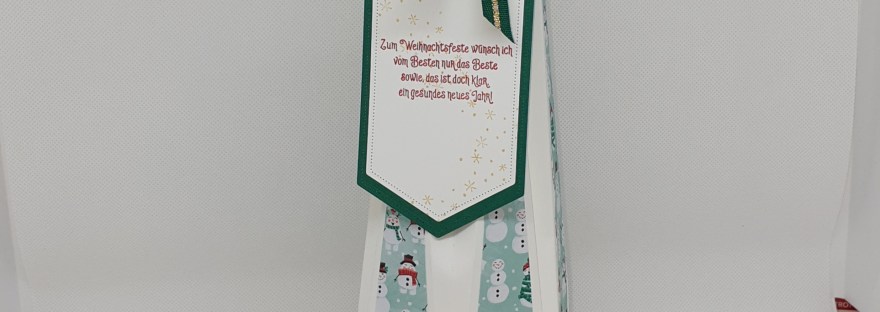 Zum Weihnachtsfeste wünsch ich
vom Besten nur das Beste
sowie, das ist doch klar,
ein gesundes neues Jahr!